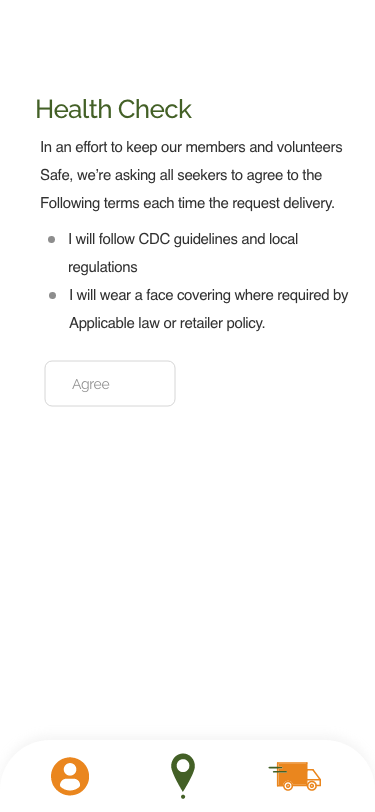 Health Check
In an effort to keep our members and volunteers
Safe, we’re asking all seekers to agree to the
Following terms each time the request delivery.
I will follow CDC guidelines and local
regulations
I will wear a face covering where required by
Applicable law or retailer policy.
Agree